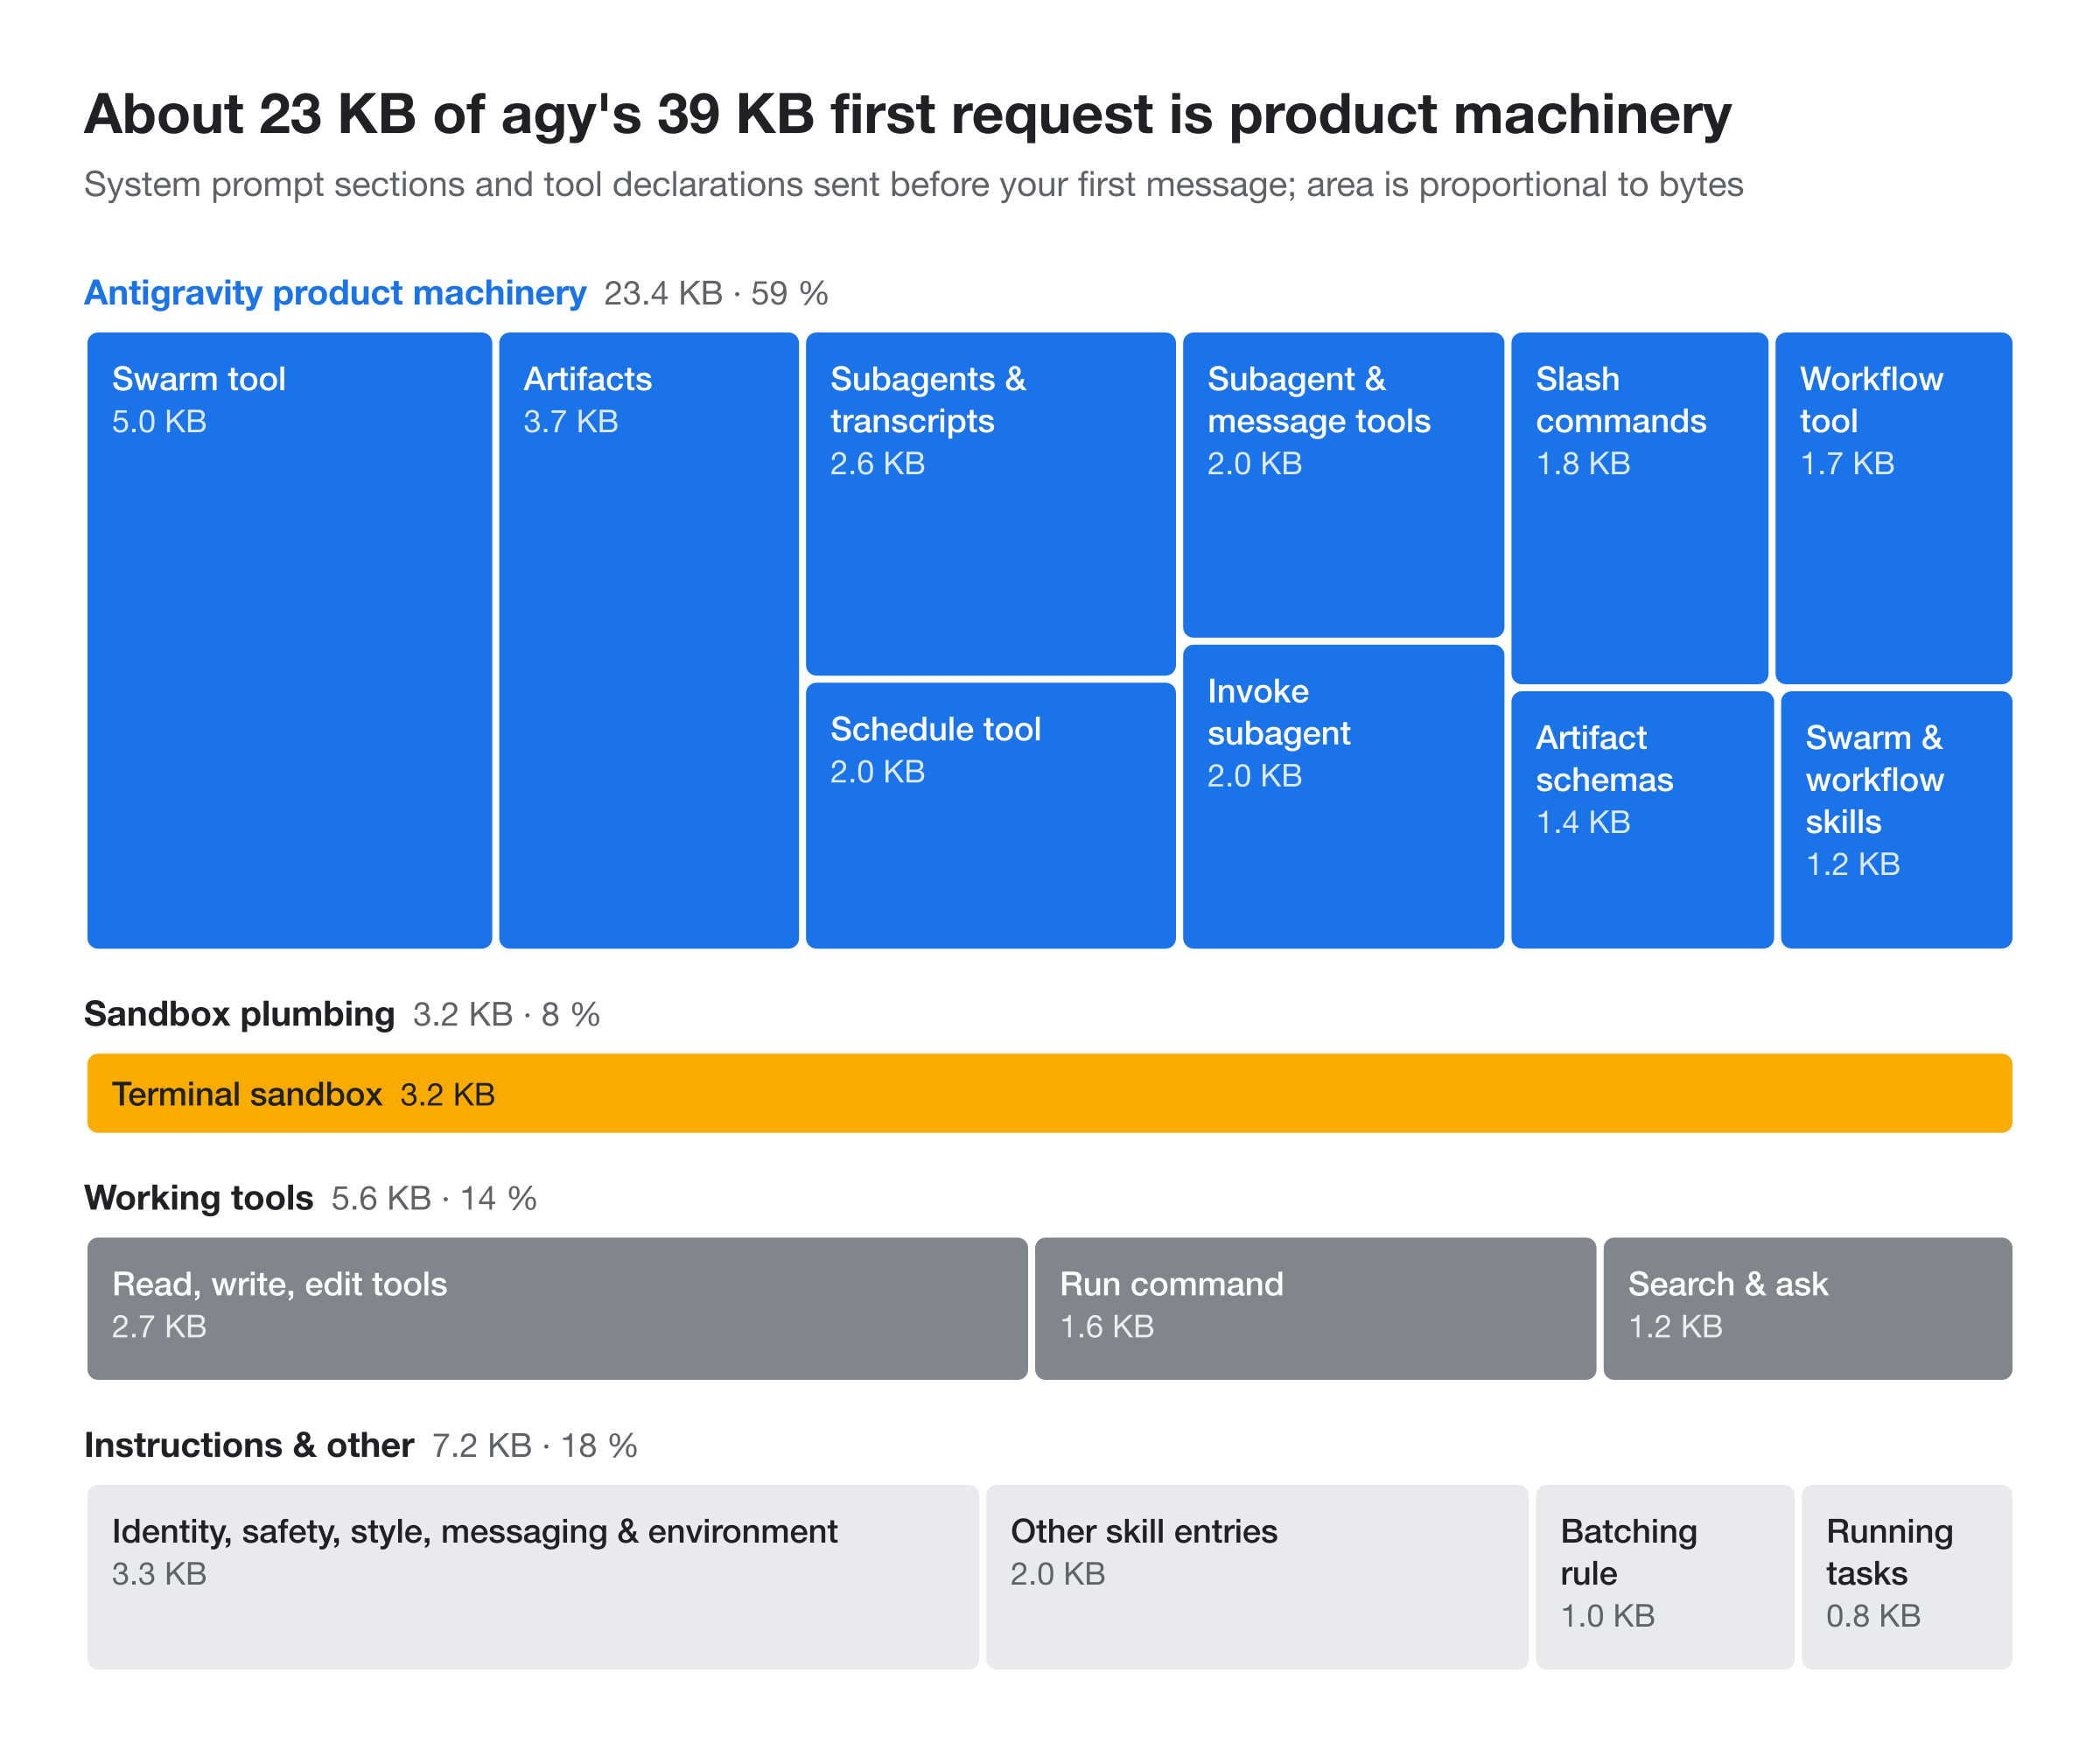 About 23 KB of agy's 39 KB first request is product machinery
System prompt sections and tool declarations sent before your first message; area is proportional to bytes
Antigravity product machinery 23.4 KB · 59 %
Swarm tool
5.0 KB
Artifacts
3.7 KB
Subagents &
transcripts
2.6 KB
Schedule tool
2.0 KB
Subagent &
message tools
2.0 KB
Invoke
subagent
2.0 KB
Slash
commands
1.8 KB
Workflow
tool
1.7 KB
Artifact
schemas
1.4 KB
Swarm &
workflow
skills
1.2 KB
Sandbox plumbing 3.2 KB · 8 %
Terminal sandbox 3.2 KB
Working tools 5.6 KB · 14 %
Read, write, edit tools
2.7 KB
Run command
1.6 KB
Search & ask
1.2 KB
Instructions & other 7.2 KB · 18 %
Identity, safety, style, messaging & environment
3.3 KB
Other skill entries
2.0 KB
Batching
rule
1.0 KB
Running
tasks
0.8 KB